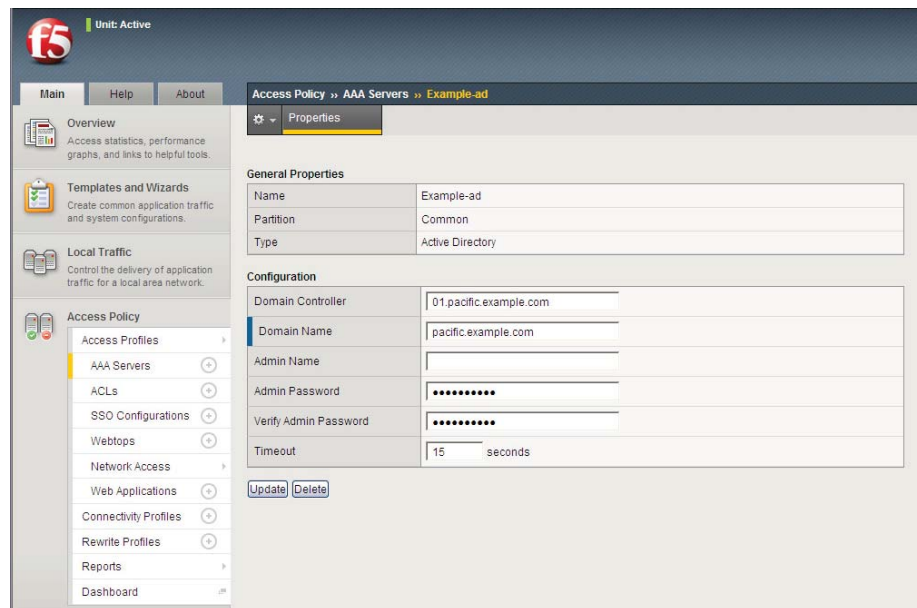 f5
Unit: Active
Main
Help
About
Access Policy ›› AAA Servers ›› Example-ad
Properties
Overview
Access statistics, performance
graphs, and links to helpful tools.
Templates and Wizards
Create common application traffic
and system configurations.
Local Traffic
Control the delivery of application
traffic for a local area network.
Access Policy
Access Profiles
AAA Servers
ACLs
SSO Configurations
Webtops
Network Access
Web Applications
Connectivity Profiles
Rewrite Profiles
Reports
Dashboard
General Properties
Name Example-ad
Partition Common
Type Active Directory
Configuration
Domain Controller 01.pacific.example.com
Domain Name pacific.example.com
Admin Name
Admin Password ••••••••••
Verify Admin Password ••••••••••
Timeout 15 seconds
Update Delete